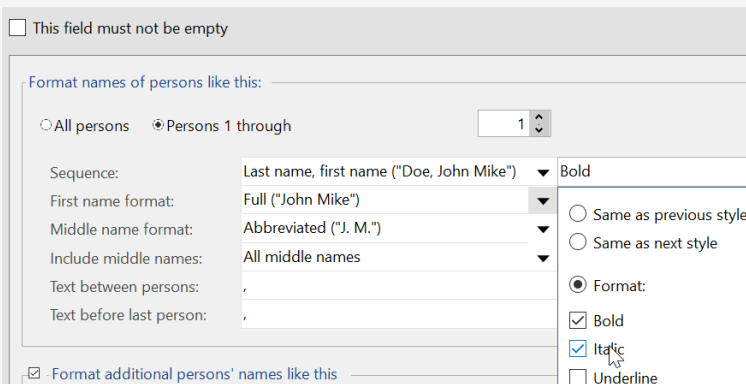 This field must not be empty
Format names of persons like this:
All persons Persons 1 through 1
Sequence: Last name, first name ("Doe, John Mike") Bold
First name format: Full ("John Mike")
Middle name format: Abbreviated ("J. M.")
Include middle names: All middle names
Text between persons: ,
Text before last person: ,
Same as previous style
Same as next style
Format:
Bold
Italic
Underline
Format additional persons' names like this